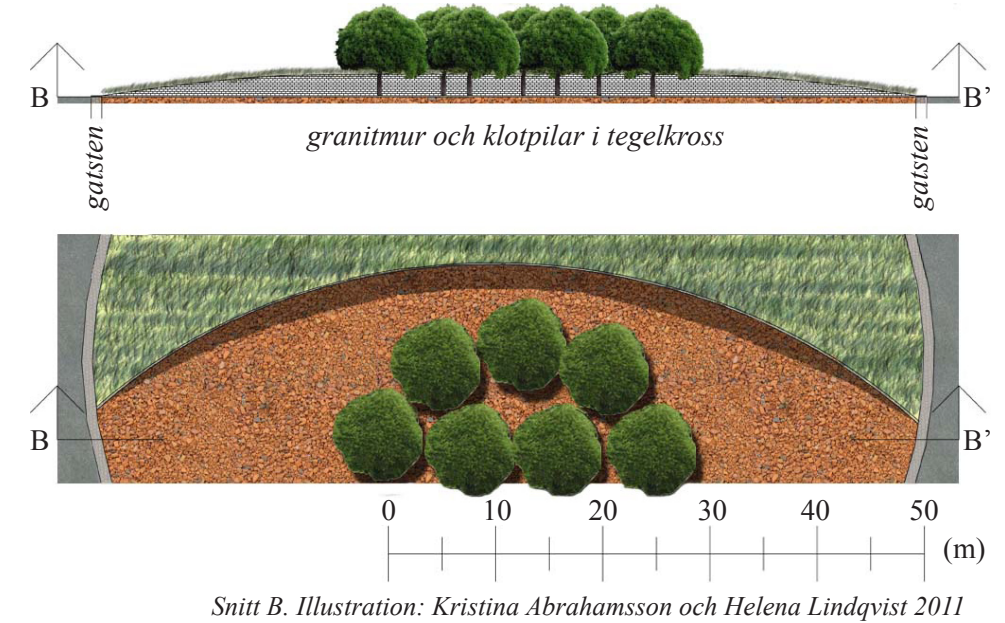 B
B'
granitmur och klotpilar i tegelkross
gatsten
gatsten
B
B'
0 10 20 30 40 50
(m)
Snitt B. Illustration: Kristina Abrahamsson och Helena Lindqvist 2011